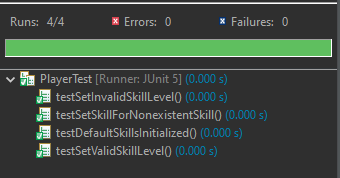 Runs: 4/4 Errors: 0 Failures: 0
PlayerTest [Runner: JUnit 5] (0.000 s)
testSetInvalidSkillLevel() (0.000 s)
testSetSkillForNonexistentSkill() (0.000 s)
testDefaultSkillsInitialized() (0.000 s)
testSetValidSkillLevel() (0.000 s)